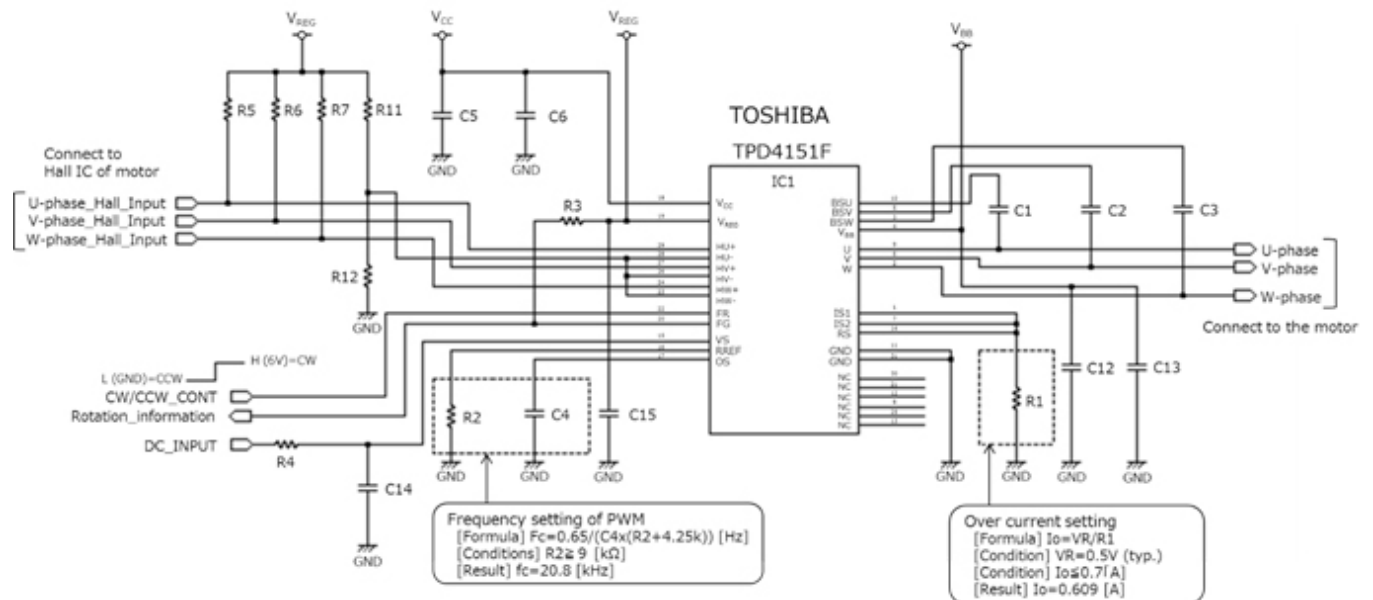 VREG
VCC
VREG
VBB
R5
R6
R7
R11
C5
C6
GND
GND
TOSHIBA
TPD4151F
IC1
Connect to
Hall IC of motor
U-phase_Hall_Input
V-phase_Hall_Input
W-phase_Hall_Input
R3
R12
GND
VCC
VREG
HU+
HU-
HV+
HV-
HW+
HW-
FR
FG
VS
RREF
OS
BSU
BSV
BSW
VBB
U
V
W
IS1
IS2
RS
GND
GND
NC
NC
NC
NC
NC
NC
C1
C2
C3
U-phase
V-phase
W-phase
Connect to the motor
H (6V)=CW
L (GND)=CCW
CW/CCW_CONT
Rotation_information
DC_INPUT
R4
C14
GND
R2
C4
C15
GND
GND
GND
R1
C12
C13
GND
GND
GND
GND
Frequency setting of PWM
[Formula] Fc=0.65/(C4x(R2+4.25k)) [Hz]
[Conditions] R2≧9 [kΩ]
[Result] fc=20.8 [kHz]
Over current setting
[Formula] Io=VR/R1
[Condition] VR=0.5V (typ.)
[Condition] Io≦0.7[A]
[Result] Io=0.609 [A]